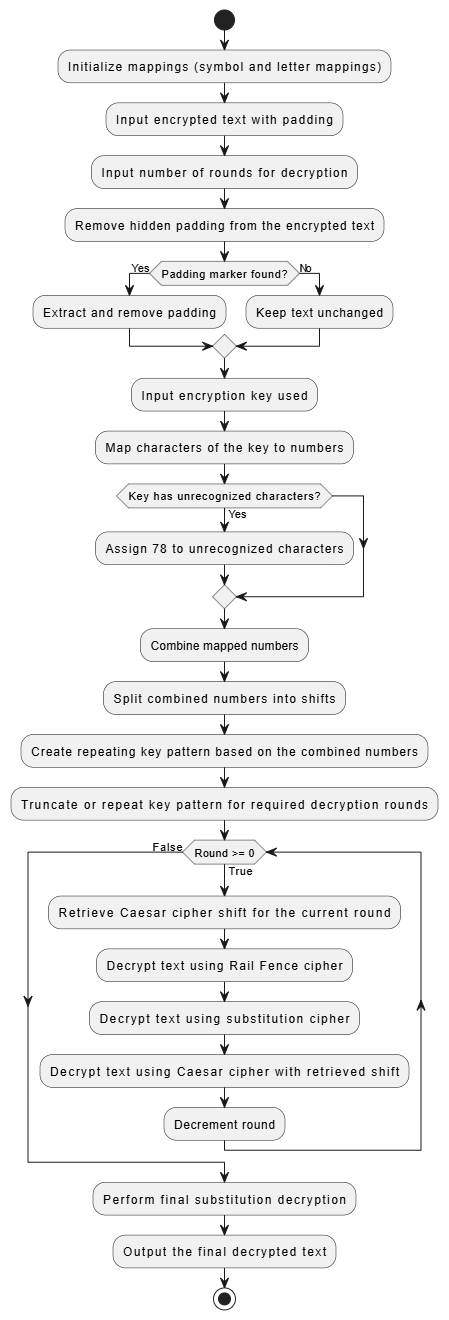 Initialize mappings (symbol and letter mappings)
Input encrypted text with padding
Input number of rounds for decryption
Remove hidden padding from the encrypted text
Yes
Padding marker found?
No
Extract and remove padding
Keep text unchanged
Input encryption key used
Map characters of the key to numbers
Key has unrecognized characters?
Yes
Assign 78 to unrecognized characters
Combine mapped numbers
Split combined numbers into shifts
Create repeating key pattern based on the combined numbers
Truncate or repeat key pattern for required decryption rounds
False
Round >= 0
True
Retrieve Caesar cipher shift for the current round
Decrypt text using Rail Fence cipher
Decrypt text using substitution cipher
Decrypt text using Caesar cipher with retrieved shift
Decrement round
Perform final substitution decryption
Output the final decrypted text